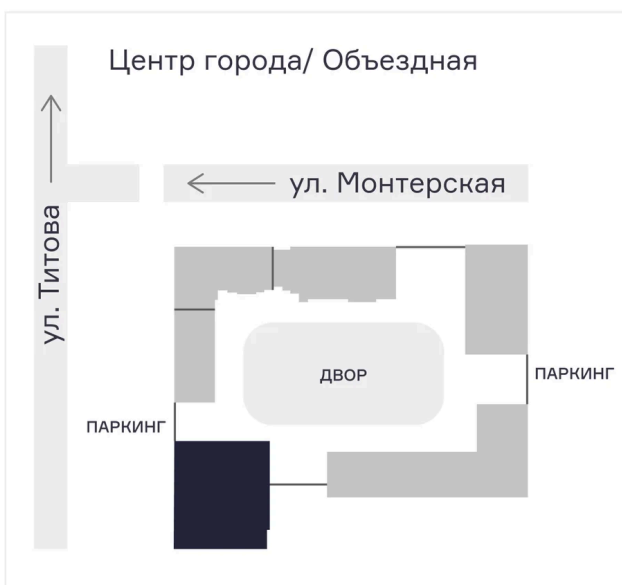 Центр города/ Объездная
ул. Монтерская
ул. Титова
ДВОР
ПАРКИНГ
ПАРКИНГ